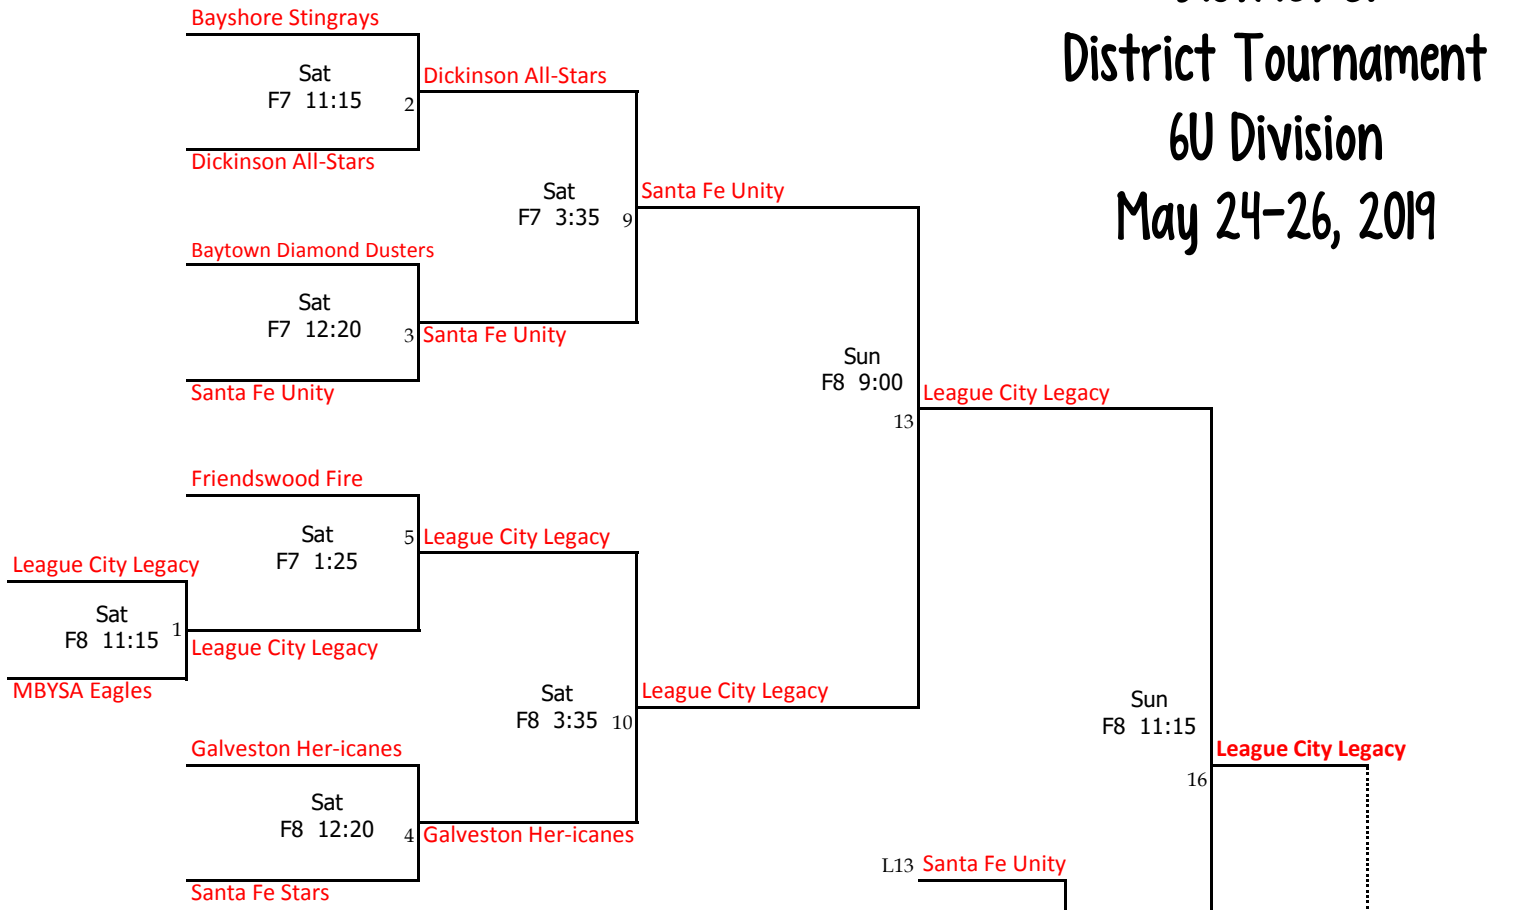 District Tournament
6U Division
May 24-26, 2019
Bayshore Stingrays
Sat
F7 11:15
2
Dickinson All-Stars
Dickinson All-Stars
Sat
F7 3:35
9
Santa Fe Unity
Baytown Diamond Dusters
Sat
F7 12:20
3
Santa Fe Unity
Santa Fe Unity
Sun
F8 9:00
13
League City Legacy
Friendswood Fire
Sat
F7 1:25
5
League City Legacy
League City Legacy
Sat
F8 11:15
1
League City Legacy
MBYSA Eagles
Sat
F8 3:35
10
League City Legacy
Galveston Her-icanes
Sat
F8 12:20
4
Galveston Her-icanes
Santa Fe Stars
Sun
F8 11:15
16
League City Legacy
L13 Santa Fe Unity